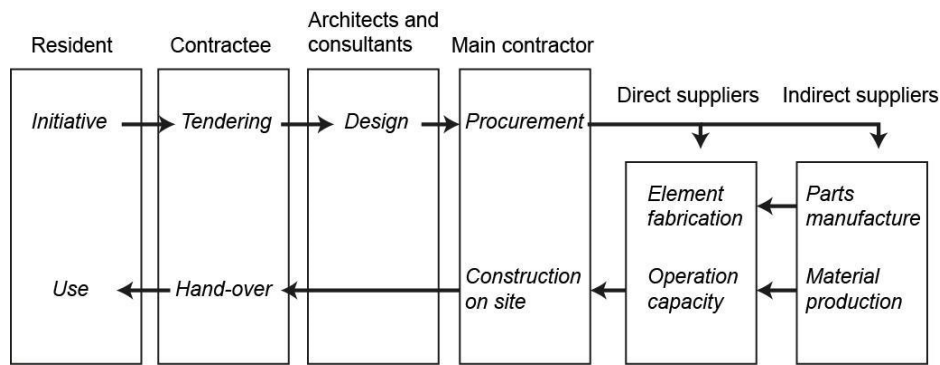 Resident
Contractee
Architects and
consultants
Main contractor
Direct suppliers
Indirect suppliers
Initiative
Tendering
Design
Procurement
Element
fabrication
Parts
manufacture
Use
Hand-over
Construction
on site
Operation
capacity
Material
production